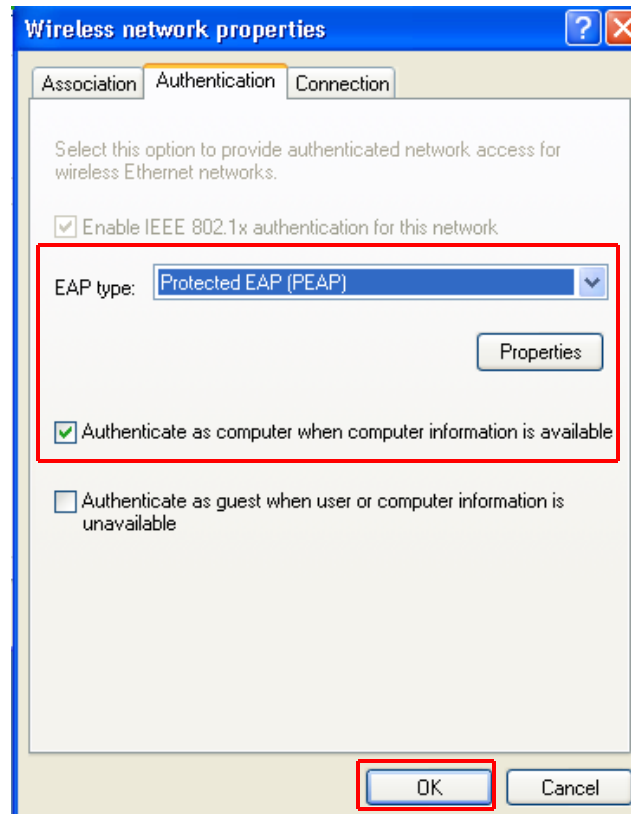 Wireless network properties
Association Authentication Connection
Select this option to provide authenticated network access for
wireless Ethernet networks.
Enable IEEE 802.1x authentication for this network
EAP type: Protected EAP (PEAP)
Properties
Authenticate as computer when computer information is available
Authenticate as guest when user or computer information is
unavailable
OK Cancel